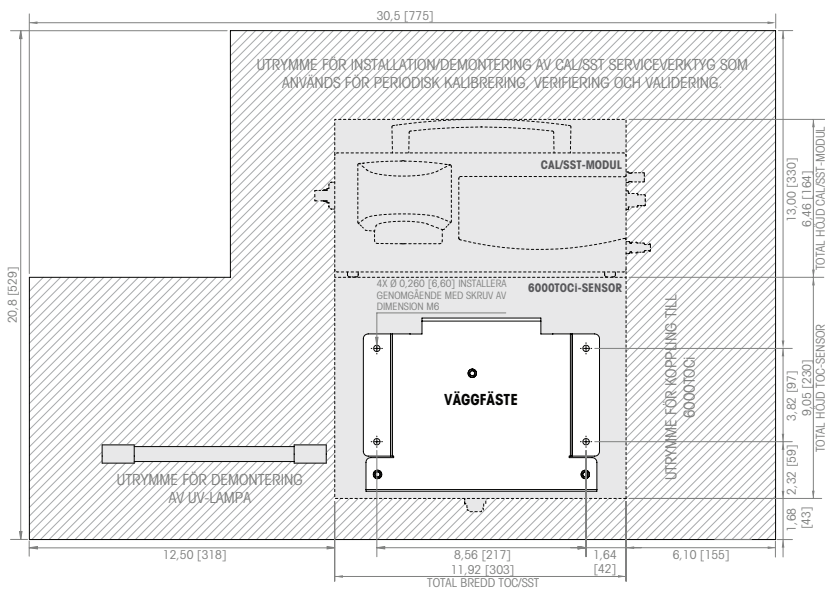 30,5 [775]
UTRYMME FÖR INSTALLATION/DEMONTERING AV CAL/SST SERVICEVERKTYG SOM
ANVÄNDS FÖR PERIODISK KALIBRERING, VERIFIERING OCH VALIDERING.
CAL/SST-MODUL
13,00 [330]
6,46 [164]
TOTAL HÖJD CAL/SST-MODUL
20,8 [529]
4X Ø 0,260 [6,60] INSTALLERA
GENOMGÅENDE MED SKRUV AV
DIMENSION M6
6000TOCi-SENSOR
VÄGGFÄSTE
UTRYMME FÖR KOPPLING TILL
6000TOCi
3,82 [97]
9,05 [230]
TOTAL HÖJD TOC-SENSOR
2,32 [59]
1,68
[43]
UTRYMME FÖR DEMONTERING
AV UV-LAMPA
12,50 [318]
8,56 [217]
1,64
[42]
6,10 [155]
11,92 [303]
TOTAL BREDD TOC/SST